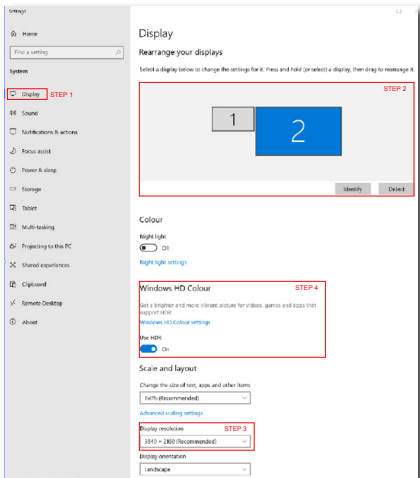 Settings
Home
Find a setting
System
Display
STEP 1
Sound
Notifications & actions
Focus assist
Power & sleep
Storage
Tablet
Multi-tasking
Projecting to this PC
Shared experiences
Clipboard
Remote Desktop
About
Display
Rearrange your displays
Select a display below to change the settings for it. Press and hold (or select) a display, then drag to rearrange it.
STEP 2
1
2
Identify
Detect
Colour
Night light
Off
Night light settings
Windows HD Colour
STEP 4
Get a brighter and more vibrant picture for videos, games and apps that
support HDR.
Windows HD Colour settings
Use HDR
On
Scale and layout
Change the size of text, apps and other items
150% (Recommended)
Advanced scaling settings
Display resolution
STEP 3
3840 × 2160 (Recommended)
Display orientation
Landscape